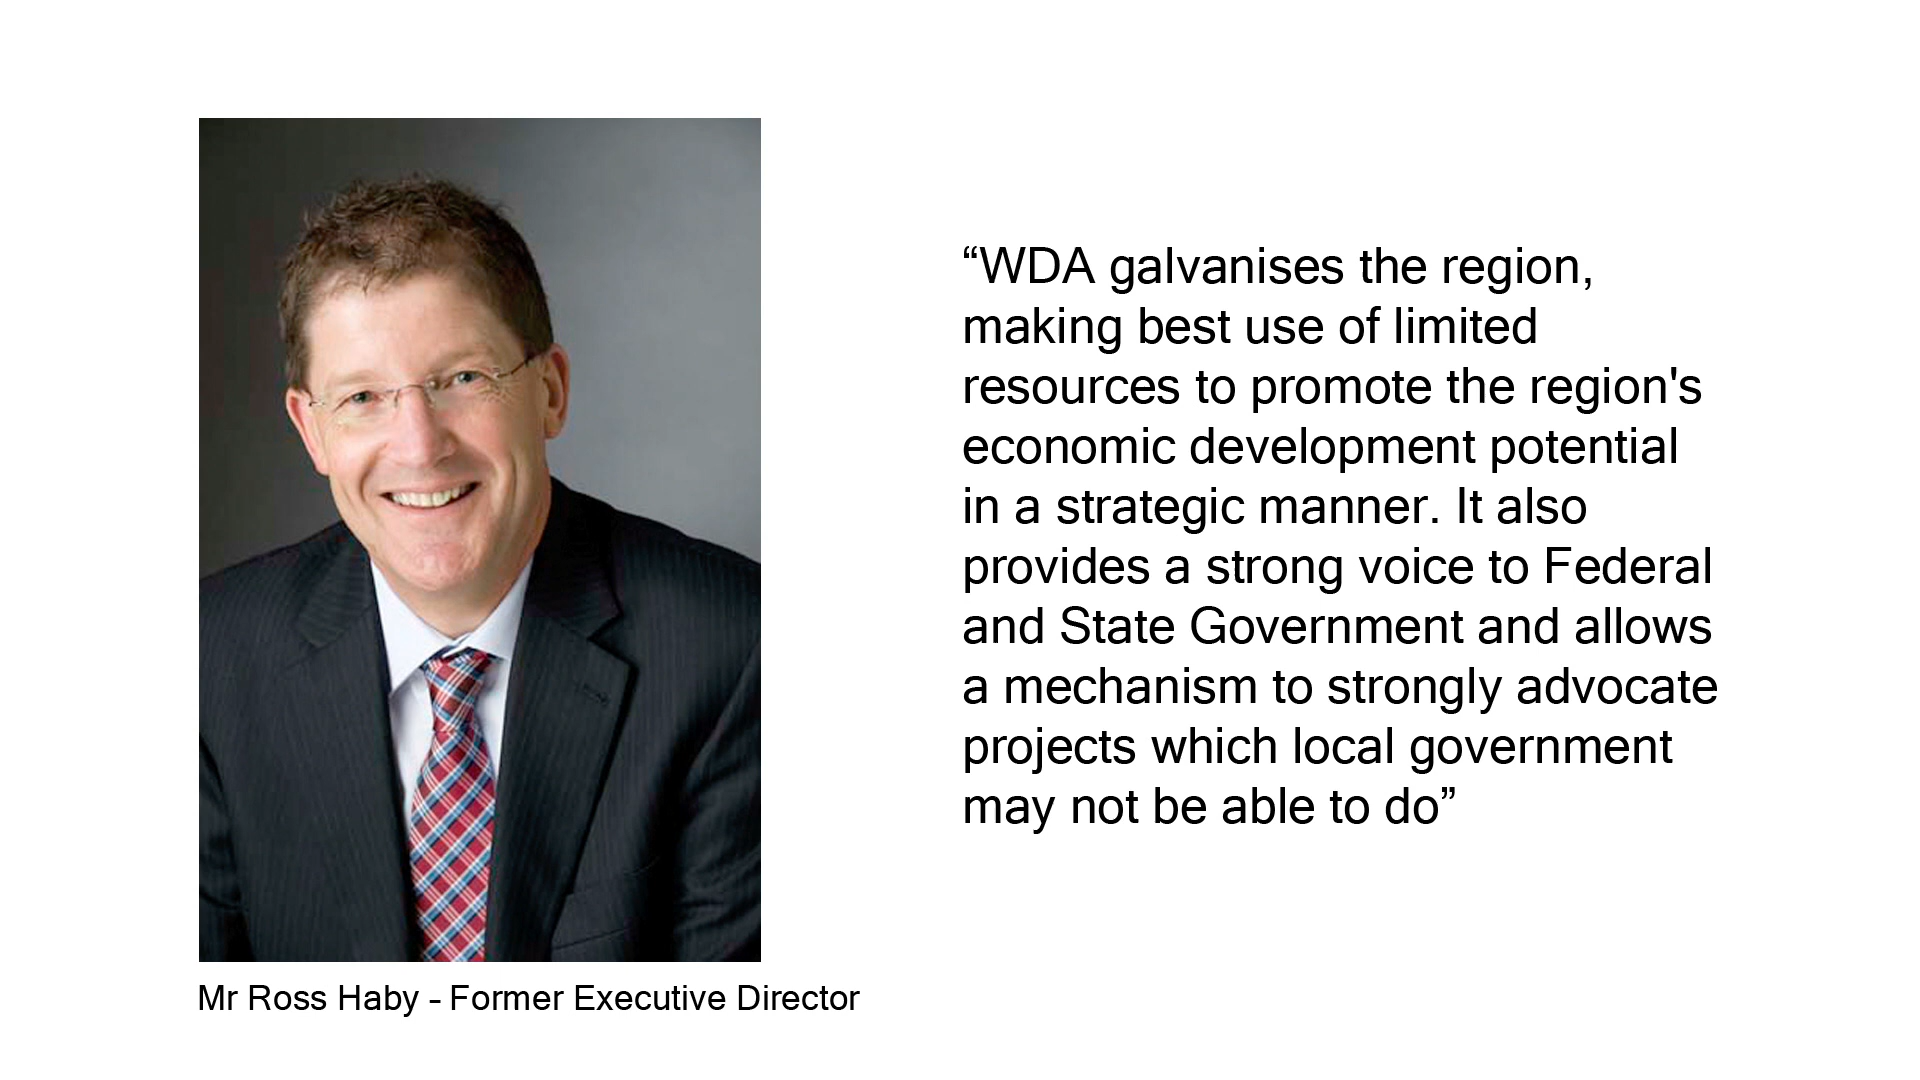 “WDA galvanises the region,
making best use of limited
resources to promote the region's
economic development potential
in a strategic manner. It also
provides a strong voice to Federal
and State Government and allows
a mechanism to strongly advocate
projects which local government
may not be able to do”
Mr Ross Haby - Former Executive Director